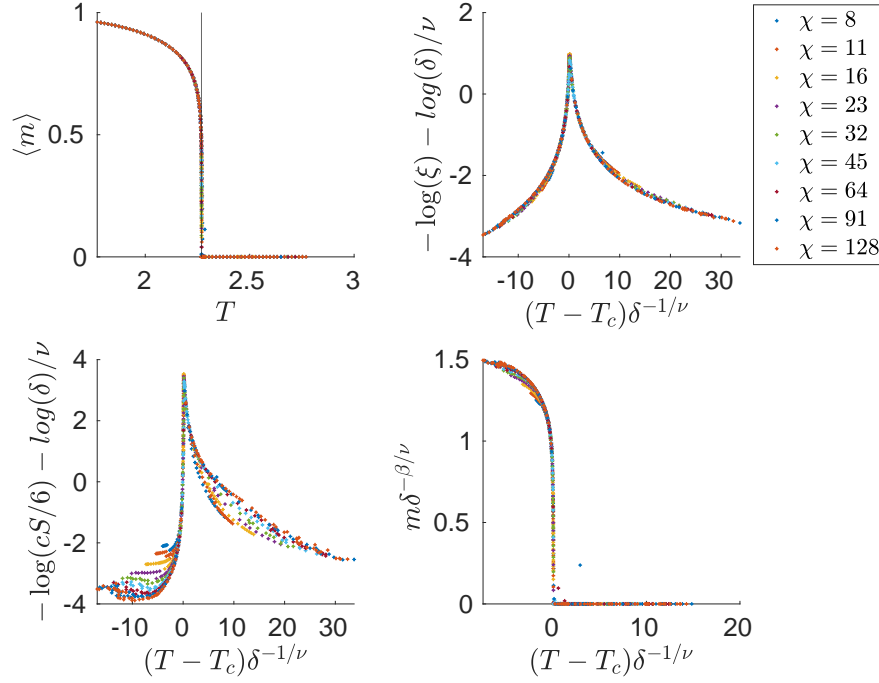 1
0.5
0
⟨m⟩
2
2.5
3
T
2
0
-2
-4
− log(ξ) − log(δ)/ν
-10
0
10
20
30
(T − T_c)δ^{−1/ν}
χ = 8
χ = 11
χ = 16
χ = 23
χ = 32
χ = 45
χ = 64
χ = 91
χ = 128
4
2
0
-2
-4
− log(cS/6) − log(δ)/ν
-10
0
10
20
30
(T − T_c)δ^{−1/ν}
1.5
1
0.5
0
mδ^{−β/ν}
0
10
20
(T − T_c)δ^{−1/ν}